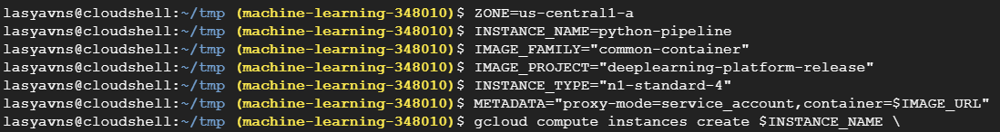 lasyavns@cloudshell:~/tmp (machine-learning-348010)$ ZONE=us-central1-a
lasyavns@cloudshell:~/tmp (machine-learning-348010)$ INSTANCE_NAME=python-pipeline
lasyavns@cloudshell:~/tmp (machine-learning-348010)$ IMAGE_FAMILY="common-container"
lasyavns@cloudshell:~/tmp (machine-learning-348010)$ IMAGE_PROJECT="deeplearning-platform-release"
lasyavns@cloudshell:~/tmp (machine-learning-348010)$ INSTANCE_TYPE="n1-standard-4"
lasyavns@cloudshell:~/tmp (machine-learning-348010)$ METADATA="proxy-mode=service_account,container=$IMAGE_URL"
lasyavns@cloudshell:~/tmp (machine-learning-348010)$ gcloud compute instances create $INSTANCE_NAME \